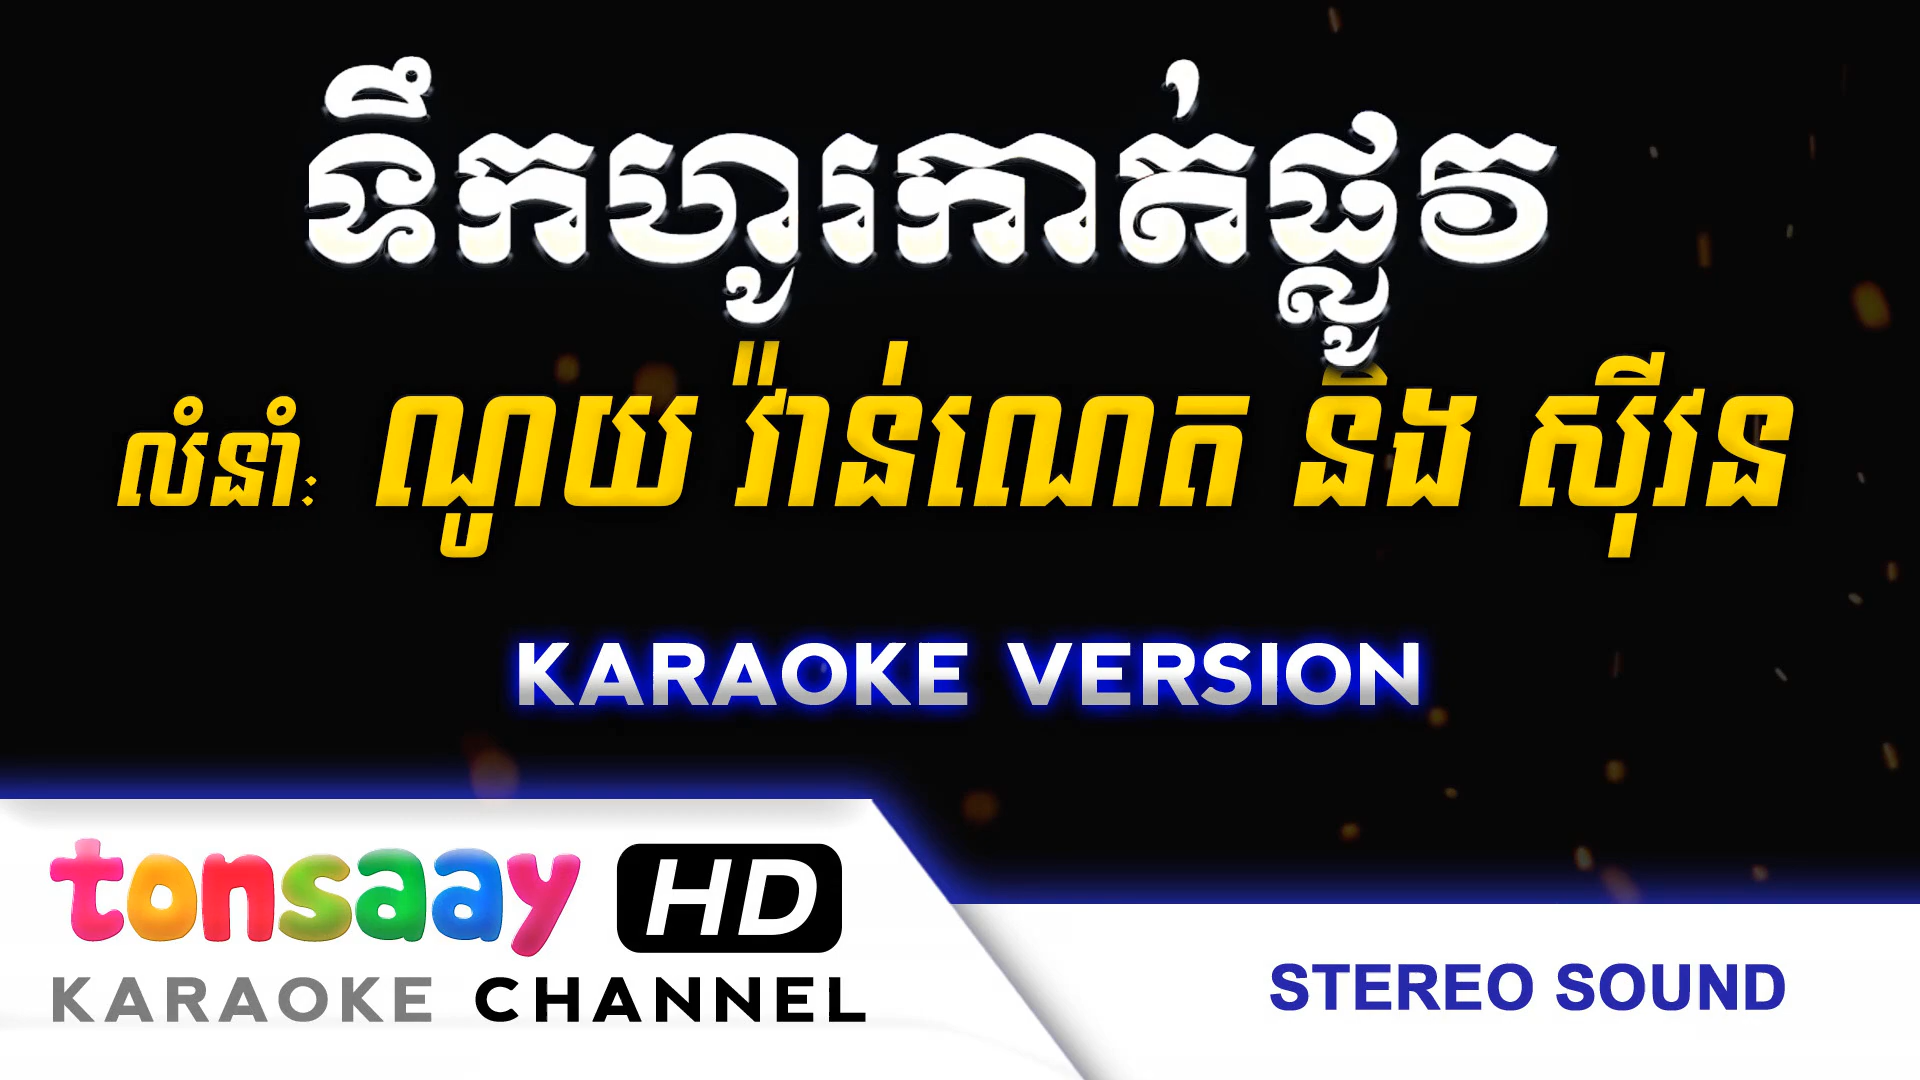 ទឹកហូរកាត់ផ្លូវ
លំនាំ: ណូយ វ៉ាន់ណេត និង ស៊ីវន
KARAOKE VERSION
tonsaay HD
KARAOKE CHANNEL
STEREO SOUND